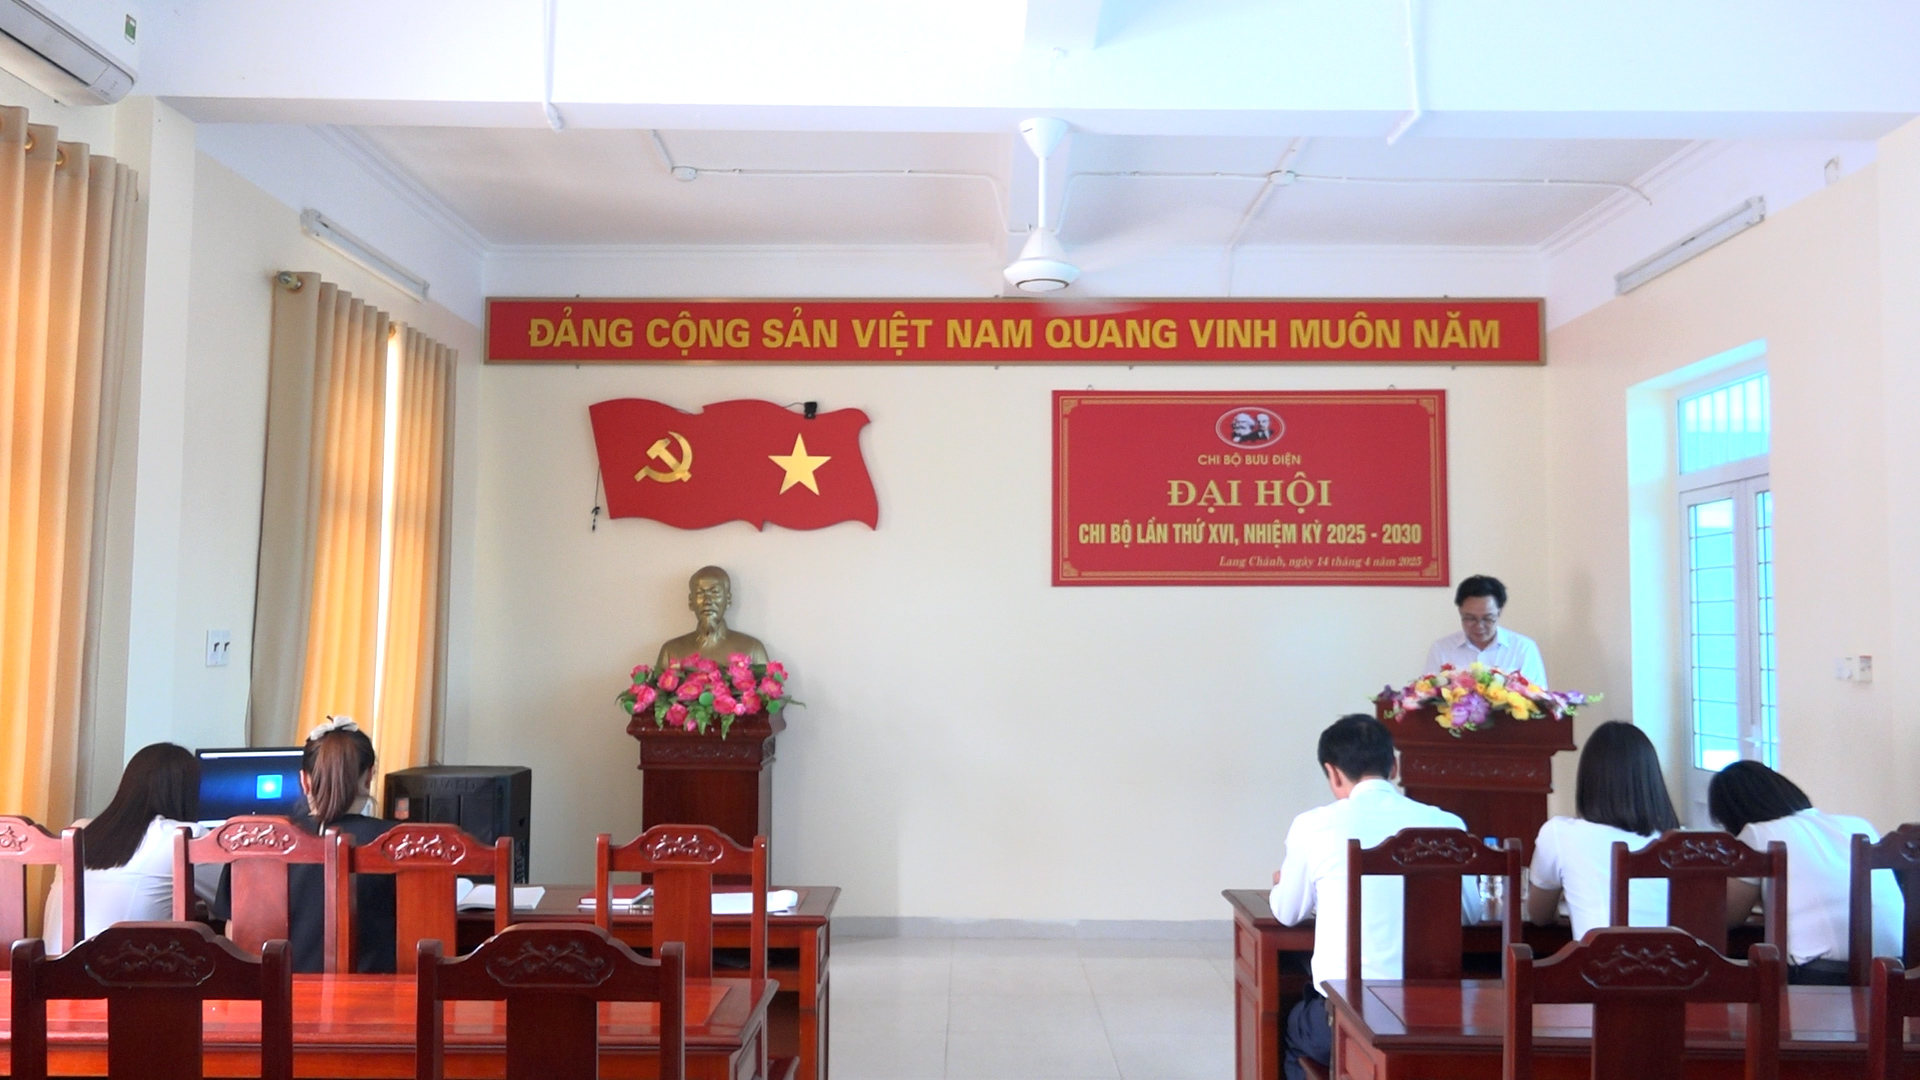 ĐẢNG CỘNG SẢN VIỆT NAM QUANG VINH MUÔN NĂM
CHI BỘ BƯU ĐIỆN
ĐẠI HỘI
CHI BỘ LẦN THỨ XVI, NHIỆM KỲ 2025 - 2030
Lang Chánh, ngày 14 tháng 4 năm 2025